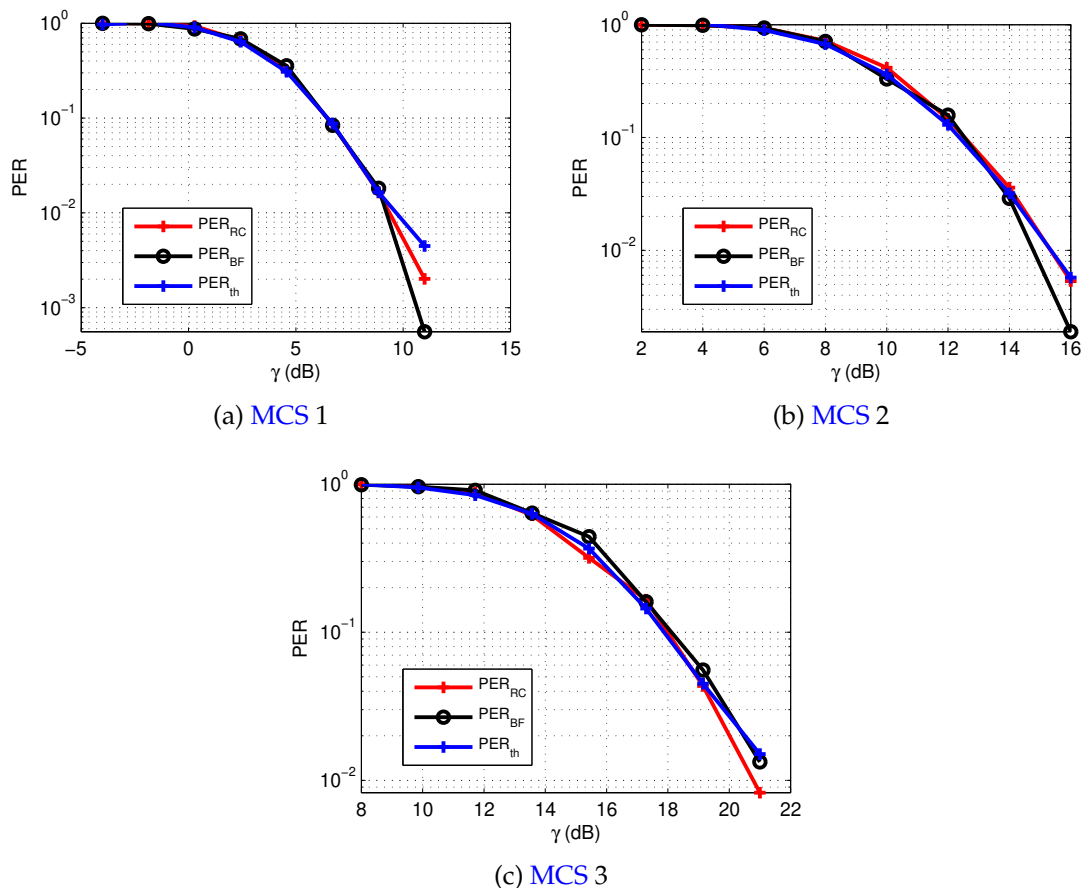 10^0
10^-1
10^-2
10^-3
PER
PER_RC
PER_BF
PER_th
-5 0 5 10 15
γ (dB)
(a) MCS 1
10^0
10^-1
10^-2
PER
PER_RC
PER_BF
PER_th
2 4 6 8 10 12 14 16
γ (dB)
(b) MCS 2
10^0
10^-1
10^-2
PER
PER_RC
PER_BF
PER_th
8 10 12 14 16 18 20 22
γ (dB)
(c) MCS 3